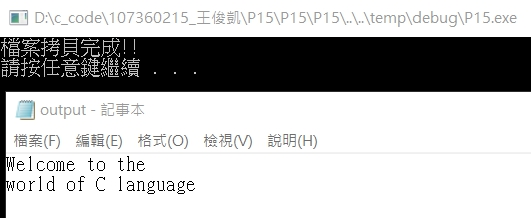 D:\c_code\107360215_王俊凱\P15\P15\P15\..\..\temp\debug\P15.exe
檔案拷貝完成!!
請按任意鍵繼續 . . .
output - 記事本
檔案(F) 編輯(E) 格式(O) 檢視(V) 說明(H)
Welcome to the
world of C language